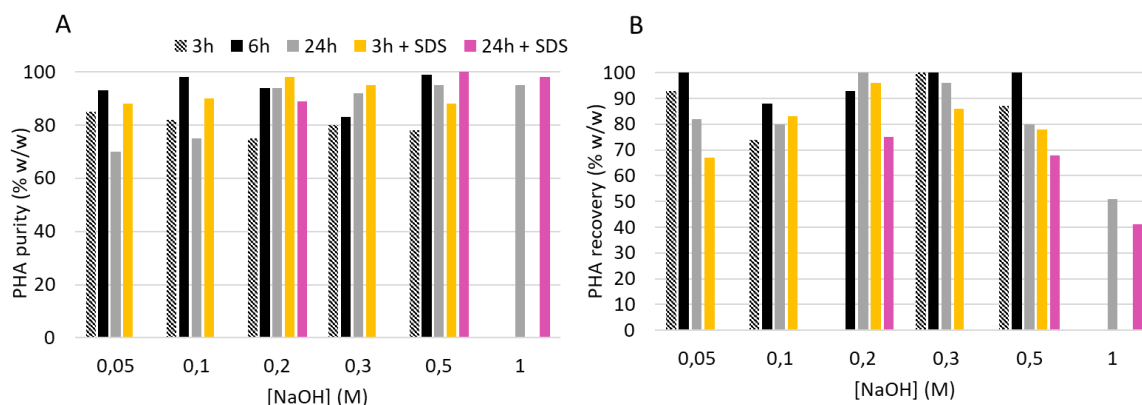 A
3h 6h 24h 3h + SDS 24h + SDS
PHA purity (% w/w)
100
80
60
40
20
0
0,05 0,1 0,2 0,3 0,5 1
[NaOH] (M)
B
PHA recovery (% w/w)
100
90
80
70
60
50
40
30
20
10
0
0,05 0,1 0,2 0,3 0,5 1
[NaOH] (M)